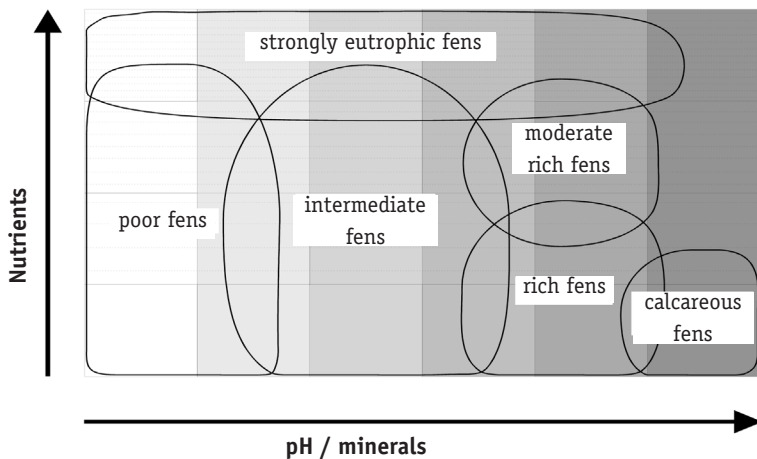 strongly eutrophic fens
moderate
rich fens
poor fens
intermediate
fens
rich fens
calcareous
fens
Nutrients
pH / minerals